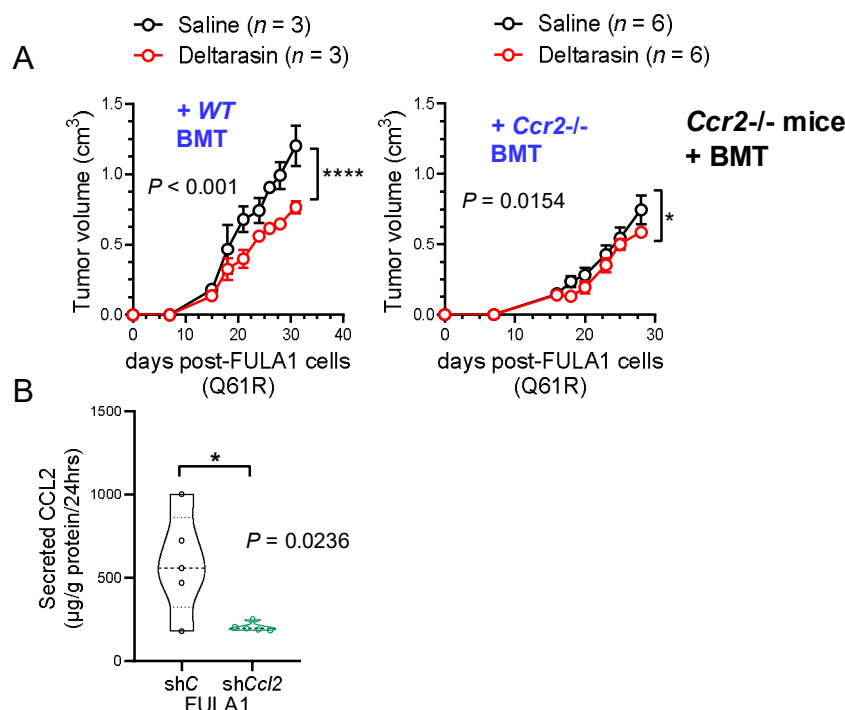 Saline (n = 3)
Deltarasin (n = 3)
Saline (n = 6)
Deltarasin (n = 6)
A
+ WT
BMT
P < 0.001
****
Tumor volume (cm³)
1.5
1.0
0.5
0.0
0 10 20 30 40
days post-FULA1 cells
(Q61R)
+ Ccr2-/-
BMT
P = 0.0154
*
Tumor volume (cm³)
1.5
1.0
0.5
0.0
0 10 20 30
days post-FULA1 cells
(Q61R)
Ccr2-/- mice
+ BMT
B
Secreted CCL2
(µg/g protein/24hrs)
1500
1000
500
0
*
P = 0.0236
shC shCcl2
FULA1